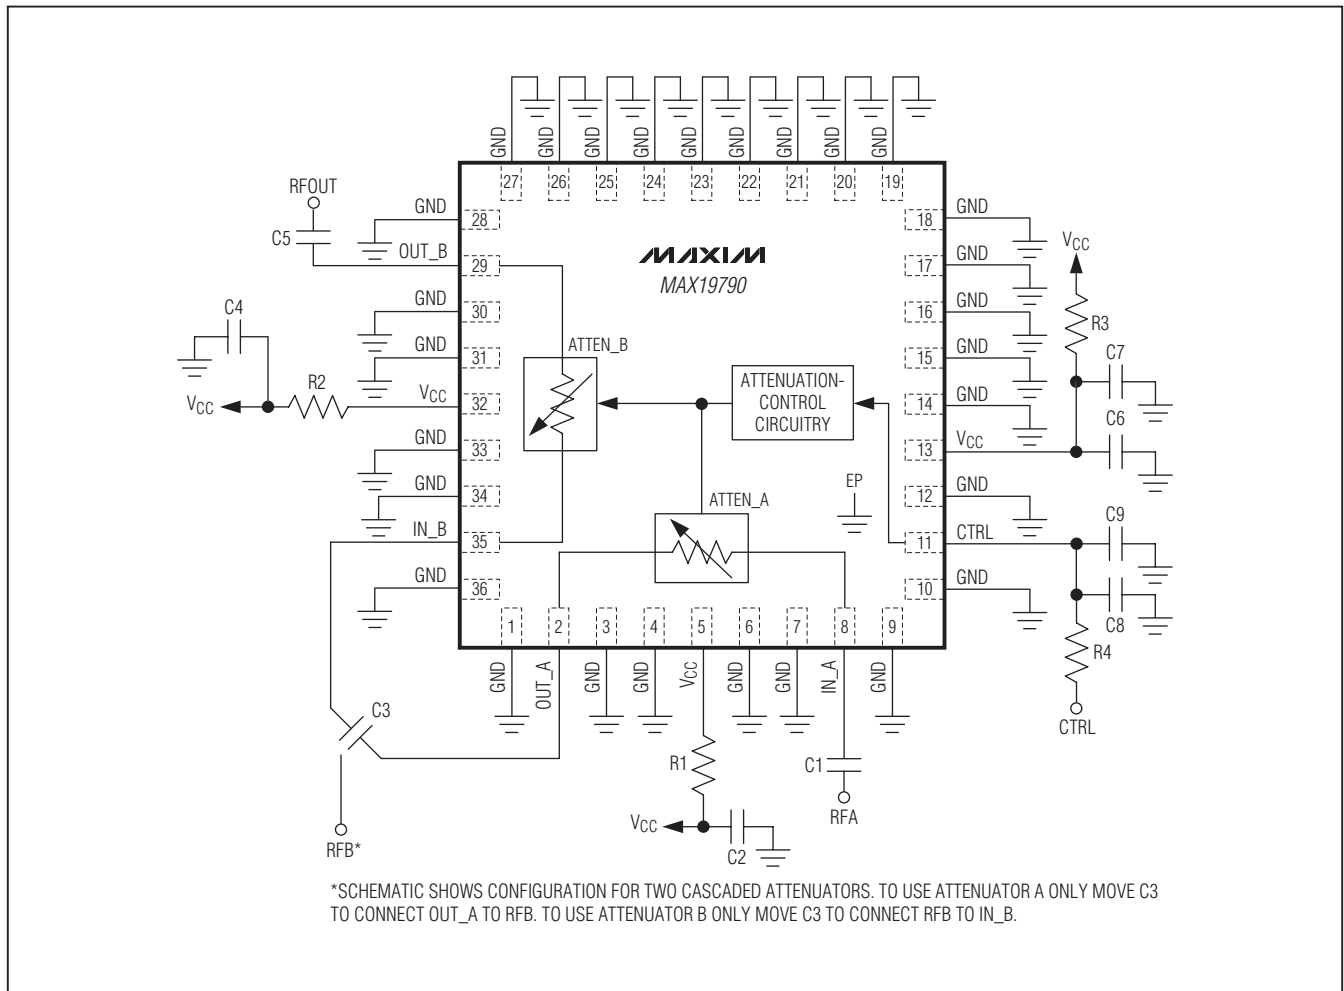 GND GND GND GND GND GND GND GND GND
27 26 25 24 23 22 21 20 19
RFOUT
C5
GND 28
OUT_B 29
GND 30
GND 31
C4
VCC
R2
VCC 32
GND 33
GND 34
IN_B 35
GND 36
MAXIM
MAX19790
ATTEN_B
ATTENUATION-
CONTROL
CIRCUITRY
EP
ATTEN_A
18 GND
17 GND
16 GND
15 GND
14 GND
13 VCC
12 GND
11 CTRL
10 GND
VCC
R3
C7
C6
C9
C8
R4
CTRL
1 2 3 4 5 6 7 8 9
GND OUT_A GND GND VCC GND GND IN_A GND
C3
RFB*
R1
VCC
C2
C1
RFA
*SCHEMATIC SHOWS CONFIGURATION FOR TWO CASCADED ATTENUATORS. TO USE ATTENUATOR A ONLY MOVE C3
TO CONNECT OUT_A TO RFB. TO USE ATTENUATOR B ONLY MOVE C3 TO CONNECT RFB TO IN_B.